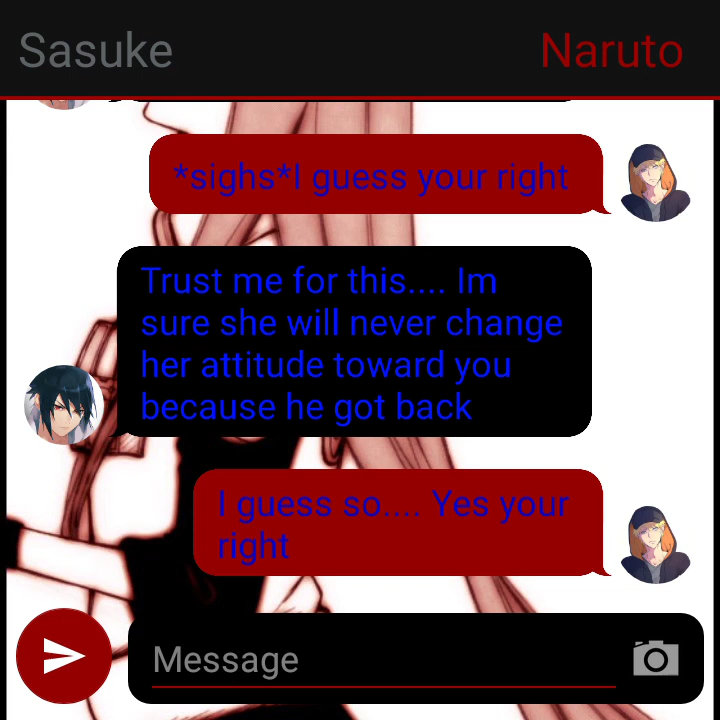 Sasuke
Naruto
*sighs*I guess your right
Trust me for this.... Im
sure she will never change
her attitude toward you
because he got back
I guess so.... Yes your
right
Message